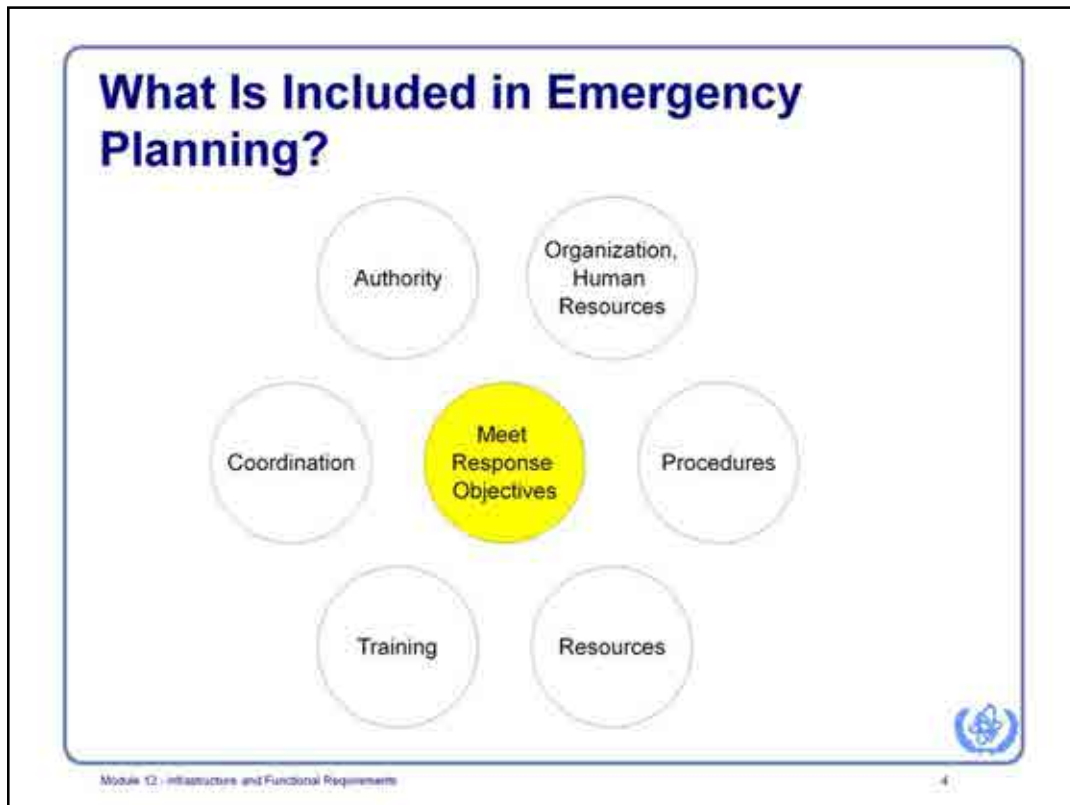 What Is Included in Emergency
Planning?
Authority
Organization,
Human
Resources
Coordination
Meet
Response
Objectives
Procedures
Training
Resources
Module 12 - Infrastructure and Functional Requirements
4